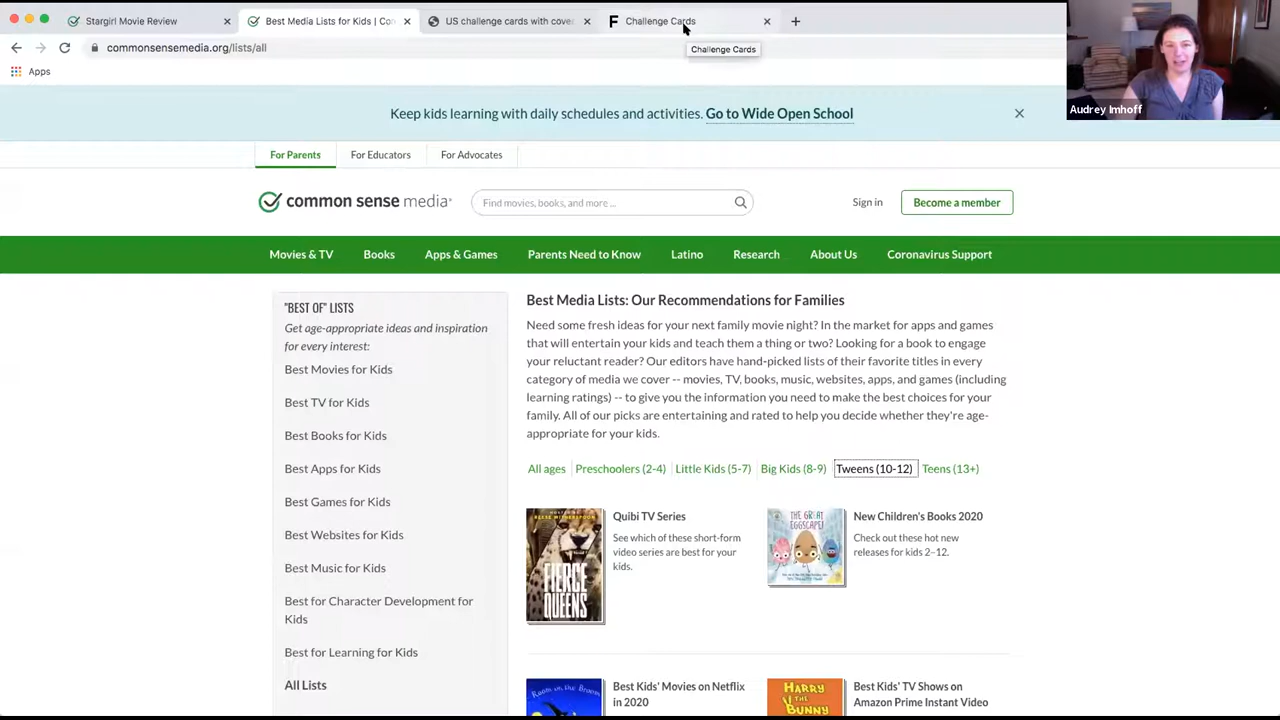 Stargirl Movie Review
Best Media Lists for Kids | Co
US challenge cards with cove
Challenge Cards
commonsensemedia.org/lists/all
Challenge Cards
Apps
Audrey Imhoff
Keep kids learning with daily schedules and activities. Go to Wide Open School
For Parents
For Educators
For Advocates
common sense media
Find movies, books, and more ...
Sign in
Become a member
Movies & TV
Books
Apps & Games
Parents Need to Know
Latino
Research
About Us
Coronavirus Support
"BEST OF" LISTS
Get age-appropriate ideas and inspiration
for every interest:
Best Movies for Kids
Best TV for Kids
Best Books for Kids
Best Apps for Kids
Best Games for Kids
Best Websites for Kids
Best Music for Kids
Best for Character Development for
Kids
Best for Learning for Kids
All Lists
Best Media Lists: Our Recommendations for Families
Need some fresh ideas for your next family movie night? In the market for apps and games
that will entertain your kids and teach them a thing or two? Looking for a book to engage
your reluctant reader? Our editors have hand-picked lists of their favorite titles in every
category of media we cover -- movies, TV, books, music, websites, apps, and games (including
learning ratings) -- to give you the information you need to make the best choices for your
family. All of our picks are entertaining and rated to help you decide whether they're age-
appropriate for your kids.
All ages
Preschoolers (2-4)
Little Kids (5-7)
Big Kids (8-9)
Tweens (10-12)
Teens (13+)
REESE WITHERSPOON
FIERCE
QUEENS
Quibi TV Series
See which of these short-form
video series are best for your
kids.
THE GREAT
EGGSCAPE!
New Children's Books 2020
Check out these hot new
releases for kids 2–12.
ROOM ON THE BROOM
Best Kids' Movies on Netflix
in 2020
HARRY
THE
BUNNY
Best Kids' TV Shows on
Amazon Prime Instant Video